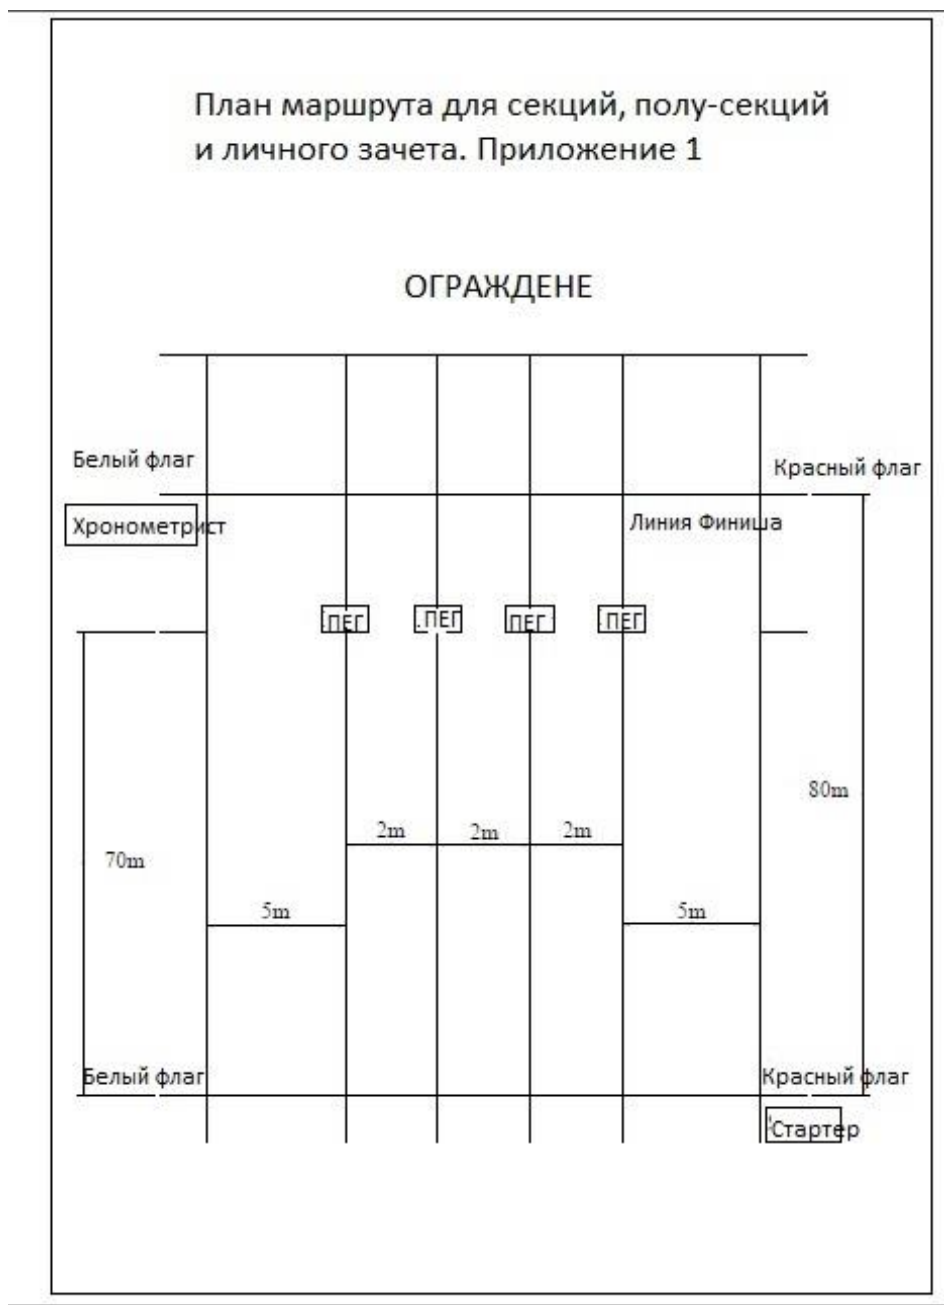 План маршрута для секций, полу-секций
и личного зачета. Приложение 1
ОГРАЖДЕНЕ
Белый флаг
Красный флаг
Хронометрист
Линия Финиша
.ПЕГ
.ПЕГ
ПЕГ
.ПЕГ
80m
2m
2m
2m
70m
5m
5m
Белый флаг
Красный флаг
Стартер